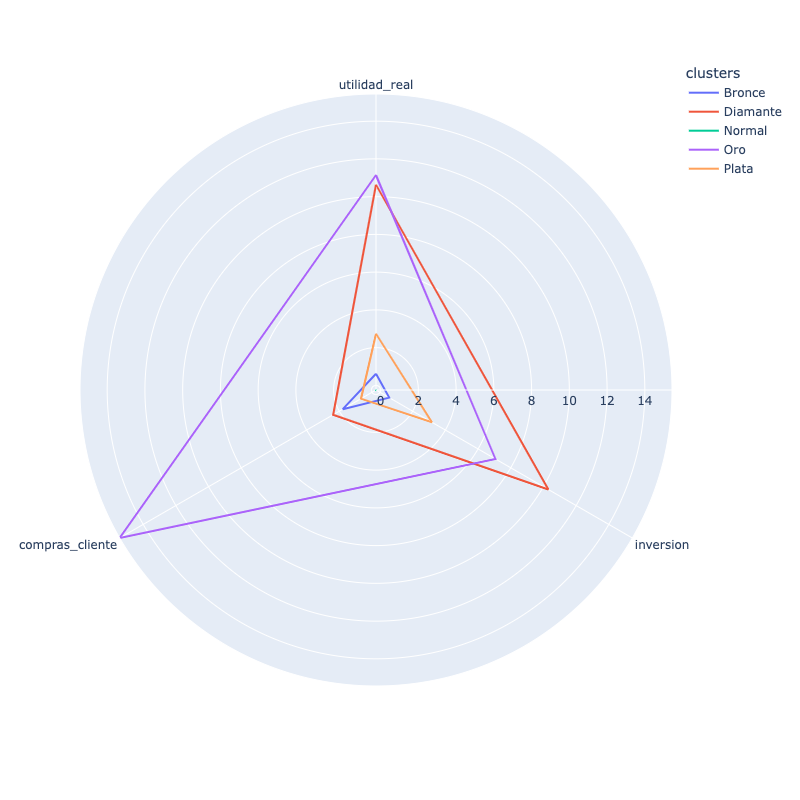 clusters
Bronce
Diamante
Normal
Oro
Plata
utilidad_real
0 2 4 6 8 10 12 14
compras_cliente
inversion